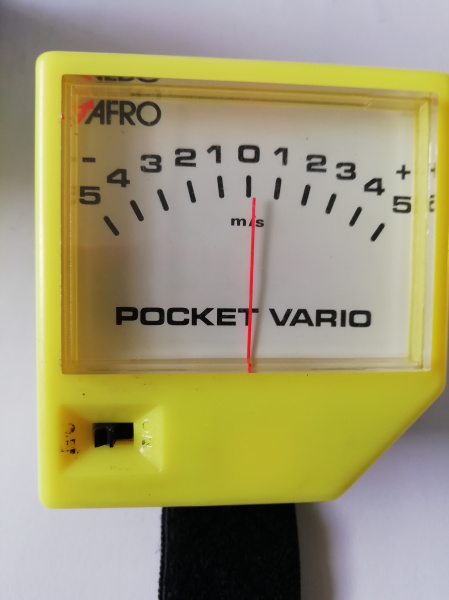 AFRO
- 5 4 3 2 1 0 1 2 3 4 5 +
m/s
POCKET VARIO